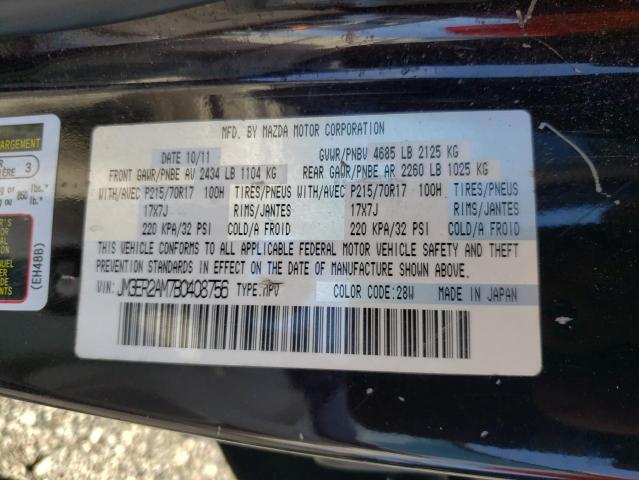 MFD. BY MAZDA MOTOR CORPORATION
DATE 10/11 GVWR/PNBV 4685 LB 2125 KG
FRONT GAWR/PNBE AV 2434 LB 1104 KG REAR GAWR/PNBE AR 2260 LB 1025 KG
WITH/AVEC P215/70R17 100H TIRES/PNEUS WITH/AVEC P215/70R17 100H TIRES/PNEUS
17X7J RIMS/JANTES 17X7J RIMS/JANTES
220 KPA/32 PSI COLD/A FROID 220 KPA/32 PSI COLD/A FROID
THIS VEHICLE CONFORMS TO ALL APPLICABLE FEDERAL MOTOR VEHICLE SAFETY AND THEFT
PREVENTION STANDARDS IN EFFECT ON THE DATE OF MANUFACTURE SHOWN ABOVE.
VIN: JM3ER2AM7B0408756 TYPE:MPV COLOR CODE:28W MADE IN JAPAN
ARGEMENT
3
(EH48B)